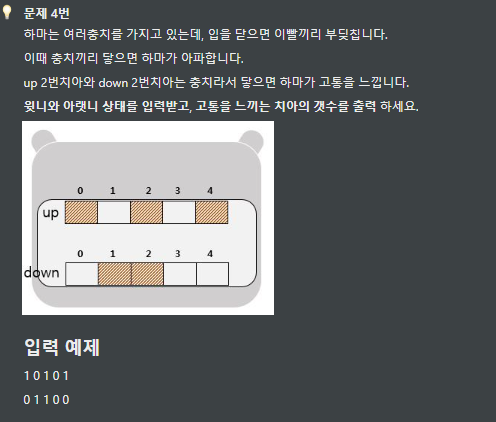 문제 4번
하마는 여러충치를 가지고 있는데, 입을 닫으면 이빨끼리 부딪칩니다.
이때 충치끼리 닿으면 하마가 아파합니다.
up 2번치아와 down 2번치아는 충치라서 닿으면 하마가 고통을 느낍니다.
윗니와 아랫니 상태를 입력받고, 고통을 느끼는 치아의 갯수를 출력 하세요.
0 1 2 3 4
up
0 1 2 3 4
down
입력 예제
1 0 1 0 1
0 1 1 0 0